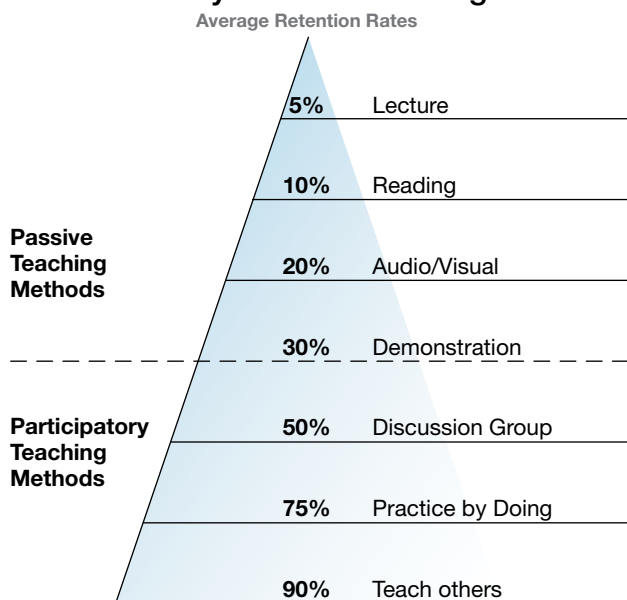 Average Retention Rates
5% Lecture
10% Reading
Passive
Teaching
Methods
20% Audio/Visual
30% Demonstration
Participatory
Teaching
Methods
50% Discussion Group
75% Practice by Doing
90% Teach others